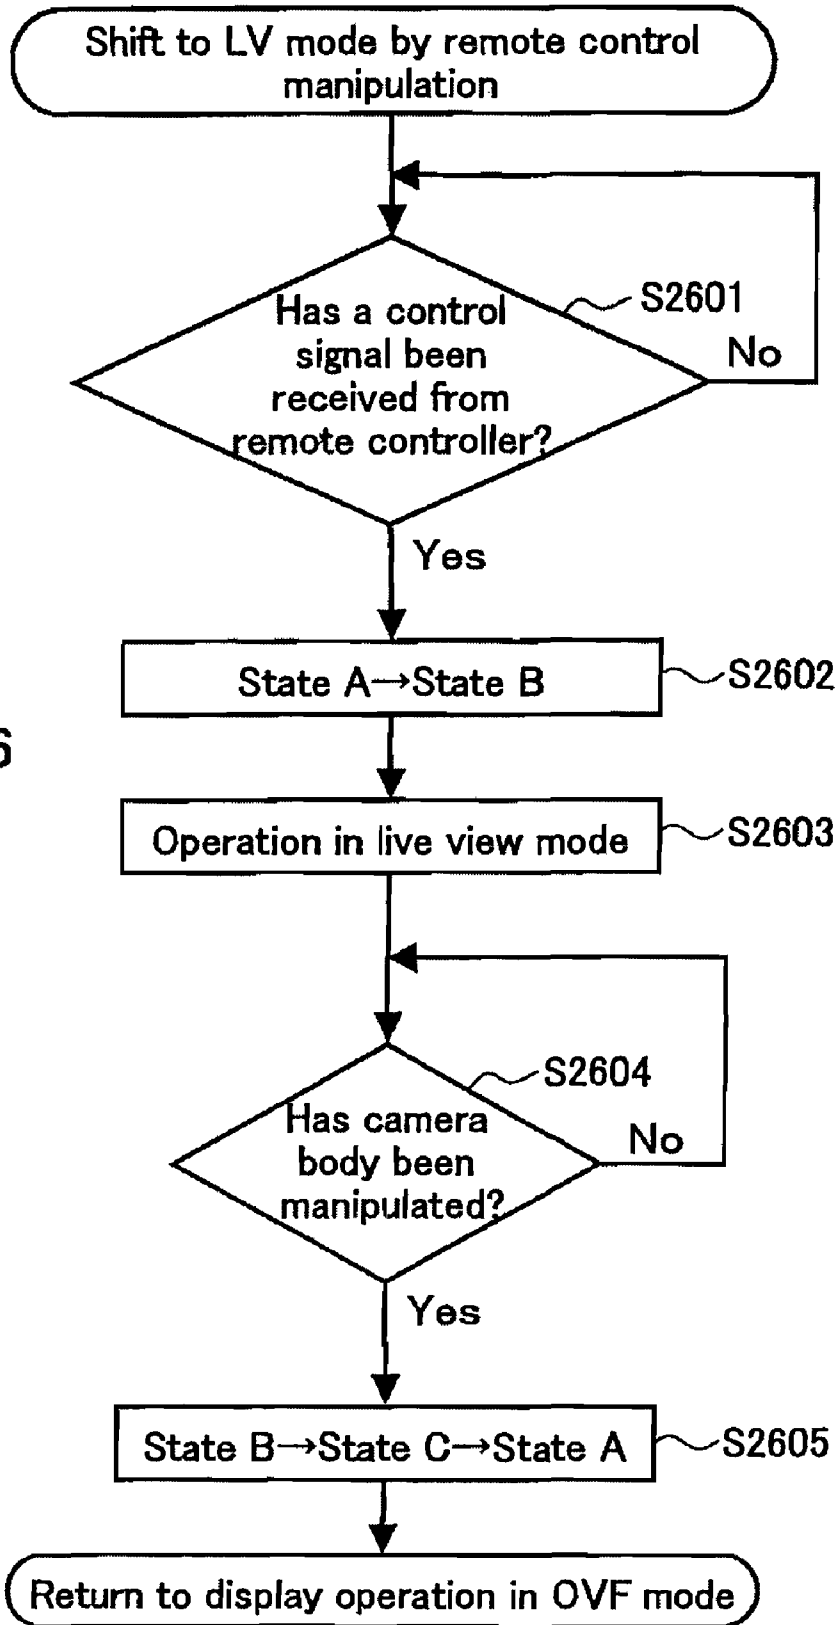 Shift to LV mode by remote control
manipulation
Has a control
signal been
received from
remote controller?
S2601
No
Yes
State A→State B
S2602
6
Operation in live view mode
S2603
Has camera
body been
manipulated?
S2604
No
Yes
State B→State C→State A
S2605
Return to display operation in OVF mode